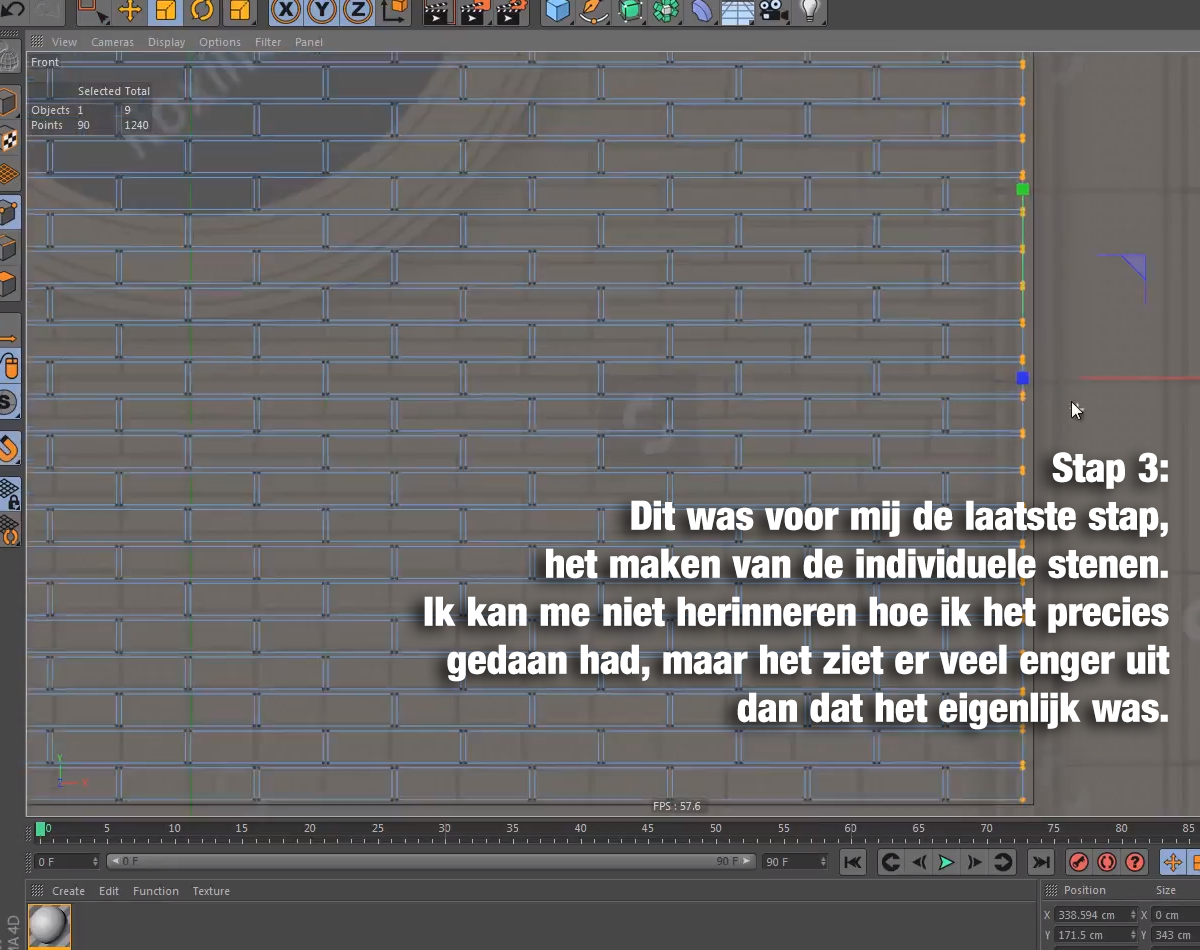 View Cameras Display Options Filter Panel
Front
Selected Total
Objects 1 9
Points 90 1240
Stap 3:
Dit was voor mij de laatste stap,
het maken van de individuele stenen.
Ik kan me niet herinneren hoe ik het precies
gedaan had, maar het ziet er veel enger uit
dan dat het eigenlijk was.
Y
X
FPS : 57.6
0 5 10 15 20 25 30 35 40 45 50 55 60 65 70 75 80 85
0 F 0 F 90 F 90 F
Create Edit Function Texture
Position Size
X 338.594 cm X 0 cm
Y 171.5 cm Y 343 cm
MA 4D